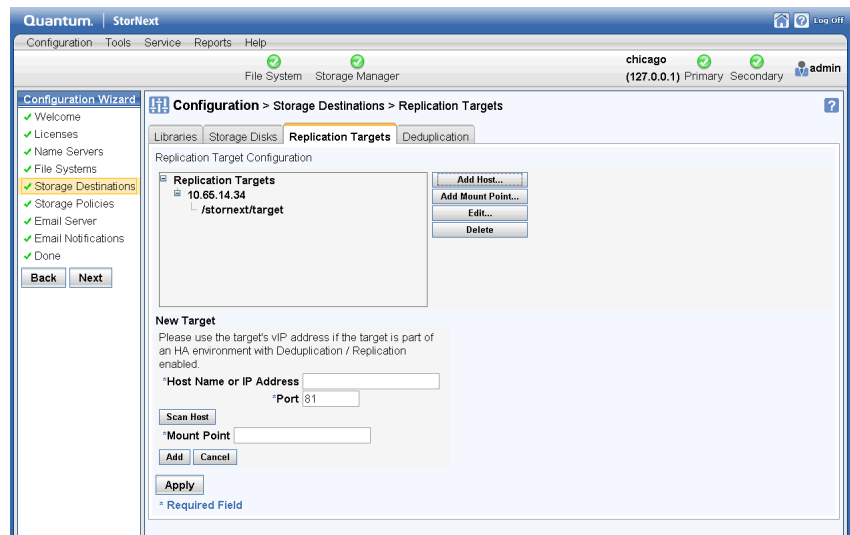 Quantum. StorNext
Log Off
Configuration Tools Service Reports Help
File System Storage Manager
chicago
(127.0.0.1) Primary Secondary
admin
Configuration Wizard
Welcome
Licenses
Name Servers
File Systems
Storage Destinations
Storage Policies
Email Server
Email Notifications
Done
Back Next
Configuration > Storage Destinations > Replication Targets
Libraries Storage Disks Replication Targets Deduplication
Replication Target Configuration
Replication Targets
10.65.14.34
/stornext/target
Add Host...
Add Mount Point...
Edit...
Delete
New Target
Please use the target's vIP address if the target is part of
an HA environment with Deduplication / Replication
enabled.
*Host Name or IP Address
*Port 81
Scan Host
*Mount Point
Add Cancel
Apply
* Required Field